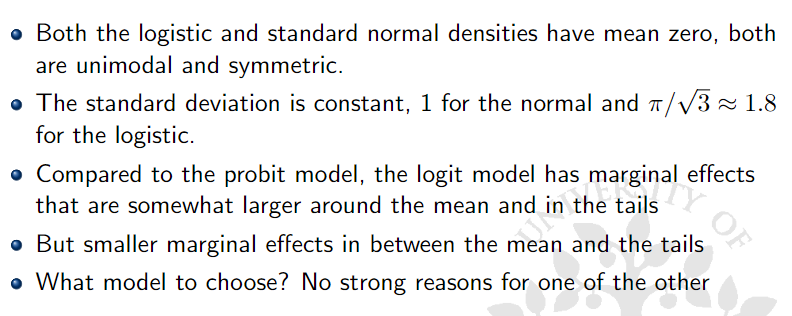 Both the logistic and standard normal densities have mean zero, both
are unimodal and symmetric.
The standard deviation is constant, 1 for the normal and π/√3 ≈ 1.8
for the logistic.
Compared to the probit model, the logit model has marginal effects
that are somewhat larger around the mean and in the tails
But smaller marginal effects in between the mean and the tails
What model to choose? No strong reasons for one of the other
UNIVERSITY OF